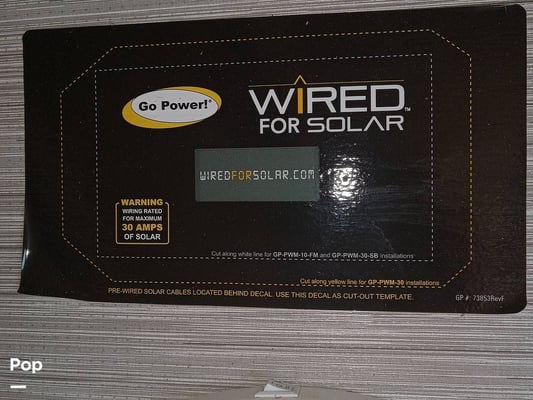 Go Power!®
WIRED™
FOR SOLAR
WIREDFORSOLAR.COM
WARNING
WIRING RATED
FOR MAXIMUM
30 AMPS
OF SOLAR
Cut along white line for GP-PWM-10-FM and GP-PWM-30-SB installations
Cut along yellow line for GP-PWM-30 installations
PRE-WIRED SOLAR CABLES LOCATED BEHIND DECAL. USE THIS DECAL AS CUT-OUT TEMPLATE.
GP #: 73853RevF
Pop